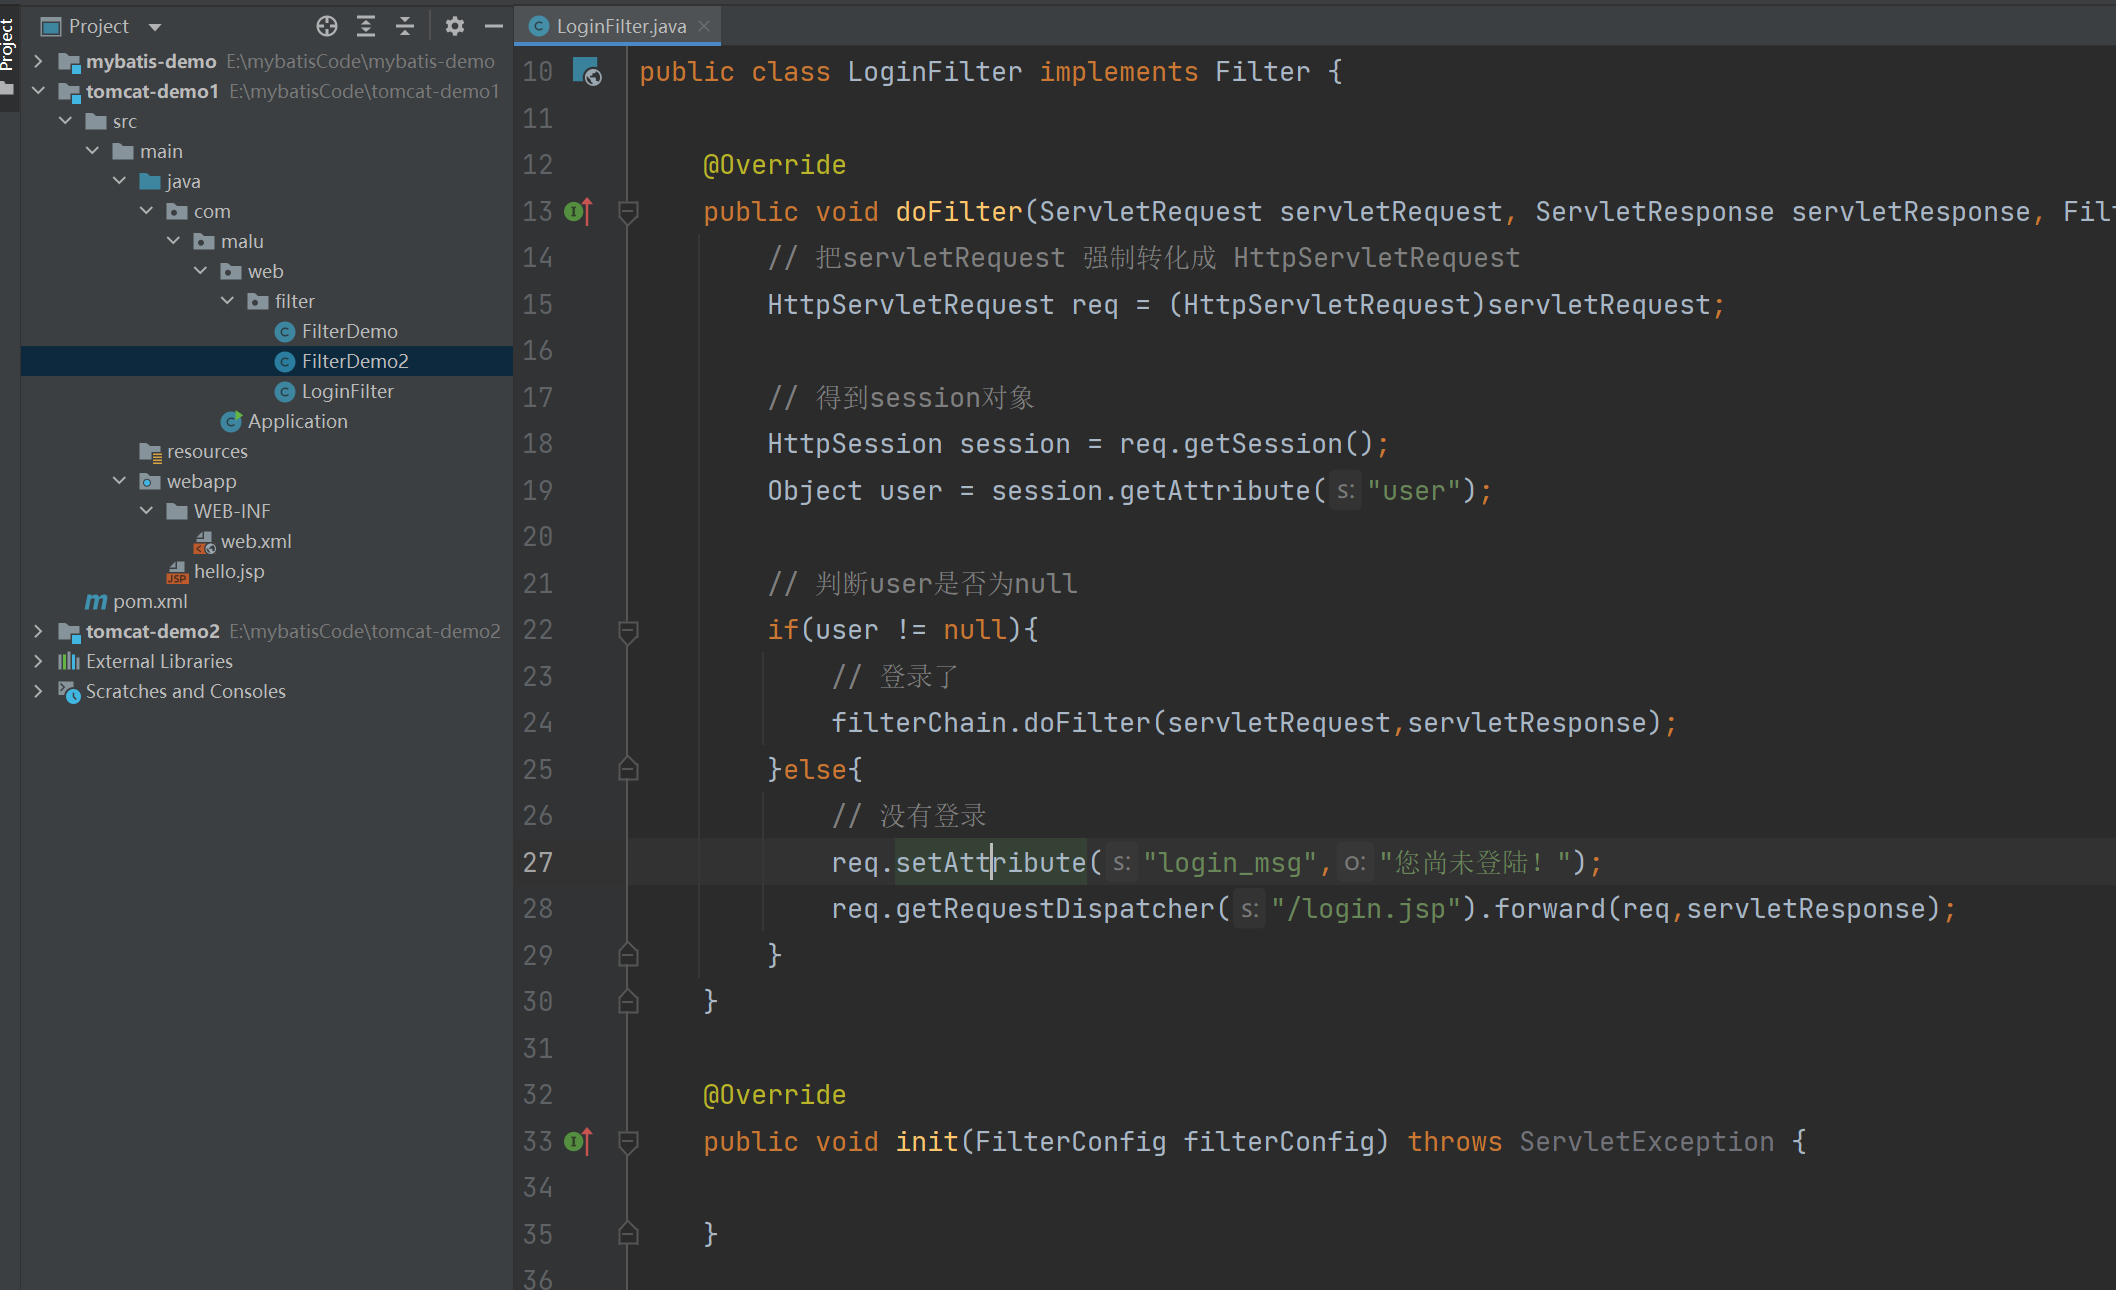 Project
Project
mybatis-demo E:\mybatisCode\mybatis-demo
tomcat-demo1 E:\mybatisCode\tomcat-demo1
src
main
java
com
malu
web
filter
FilterDemo
FilterDemo2
LoginFilter
Application
resources
webapp
WEB-INF
web.xml
hello.jsp
pom.xml
tomcat-demo2 E:\mybatisCode\tomcat-demo2
External Libraries
Scratches and Consoles
LoginFilter.java
10 public class LoginFilter implements Filter {
11
12 @Override
13 public void doFilter(ServletRequest servletRequest, ServletResponse servletResponse, Fil
14 // 把servletRequest 强制转化成 HttpServletRequest
15 HttpServletRequest req = (HttpServletRequest)servletRequest;
16
17 // 得到session对象
18 HttpSession session = req.getSession();
19 Object user = session.getAttribute( s: "user");
20
21 // 判断user是否为null
22 if(user != null){
23 // 登录了
24 filterChain.doFilter(servletRequest,servletResponse);
25 }else{
26 // 没有登录
27 req.setAttribute( s: "login_msg", o: "您尚未登陆！");
28 req.getRequestDispatcher( s: "/login.jsp").forward(req,servletResponse);
29 }
30 }
31
32 @Override
33 public void init(FilterConfig filterConfig) throws ServletException {
34
35 }
36